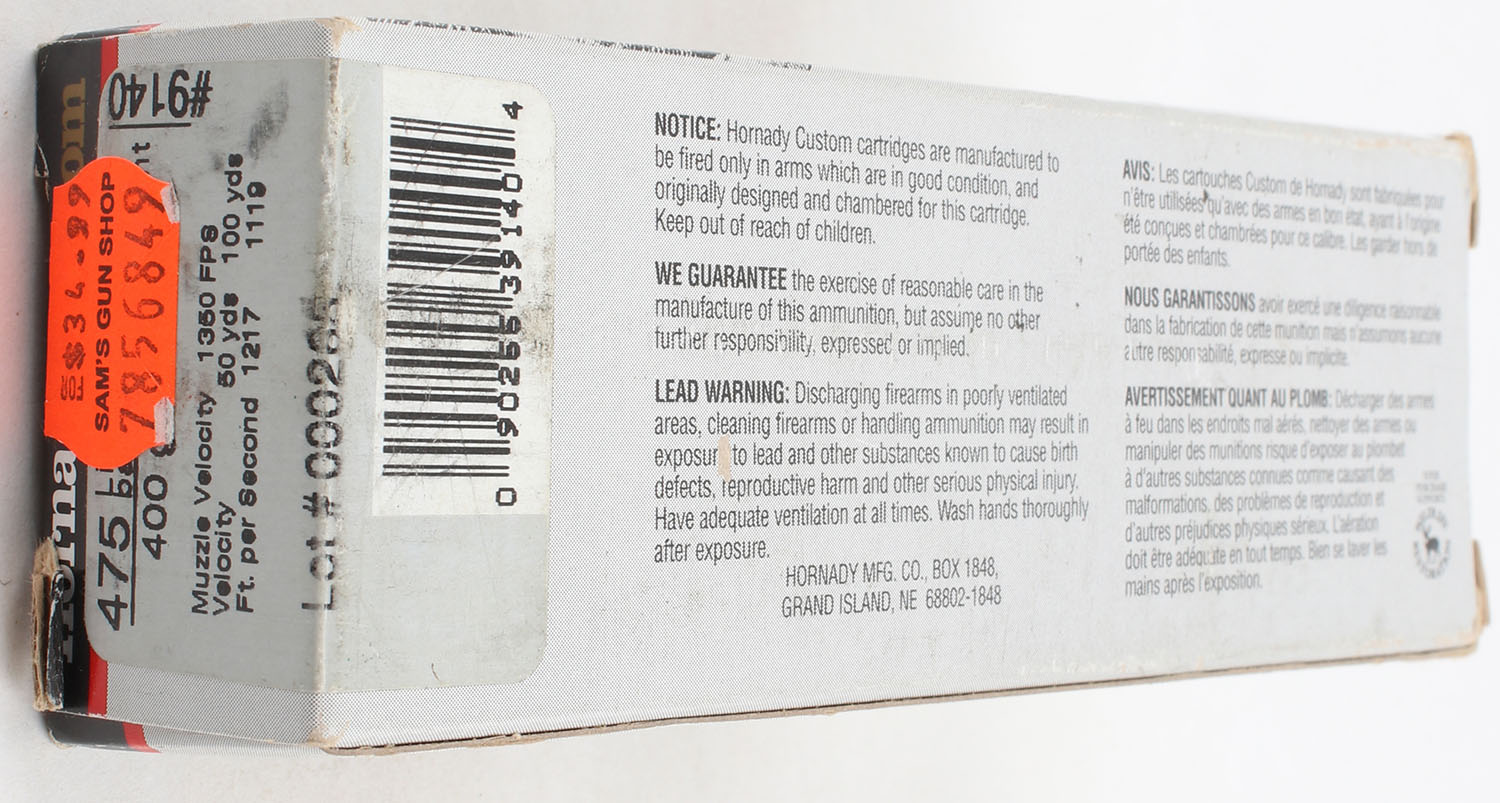 #9140
475 Li
400
Muzzle Velocity 1350 FPS
Velocity 50 yds 100 yds
Ft. per Second 1217 1119
US$34.99
SAM'S GUN SHOP
7856849
Lot #
0 90255 39140 4
NOTICE: Hornady Custom cartridges are manufactured to
be fired only in arms which are in good condition, and
originally designed and chambered for this cartridge.
Keep out of reach of children.
WE GUARANTEE the exercise of reasonable care in the
manufacture of this ammunition, but assume no other
further responsibility, expressed or implied.
LEAD WARNING: Discharging firearms in poorly ventilated
areas, cleaning firearms or handling ammunition may result in
exposur to lead and other substances known to cause birth
defects, reproductive harm and other serious physical injury.
Have adequate ventilation at all times. Wash hands thoroughly
after exposure.
HORNADY MFG. CO., BOX 1848,
GRAND ISLAND, NE 68802-1848
AVIS: Les cartouches Custom de Hornady sont fabriquées pour
n'être utilisées qu'avec des armes en bon état, ayant à l'origine
été conçues et chambrées pour ce calibre. Les garder hors de
portée des enfants.
NOUS GARANTISSONS avoir exercé une diligence raisonnable
dans la fabrication de cette munition mais n'assumons aucune
autre responsabilité, expresse ou implicite.
AVERTISSEMENT QUANT AU PLOMB: Décharger des armes
à feu dans les endroits mal aérés, nettoyer des armes ou
manipuler des munitions risque d'exposer au plombet
à d'autres substances connues comme causant des
malformations, des problèmes de reproduction et
d'autres préjudices physiques sérieux. L'aération
doit être adéquate en tout temps. Bien se laver les
mains après l'exposition.